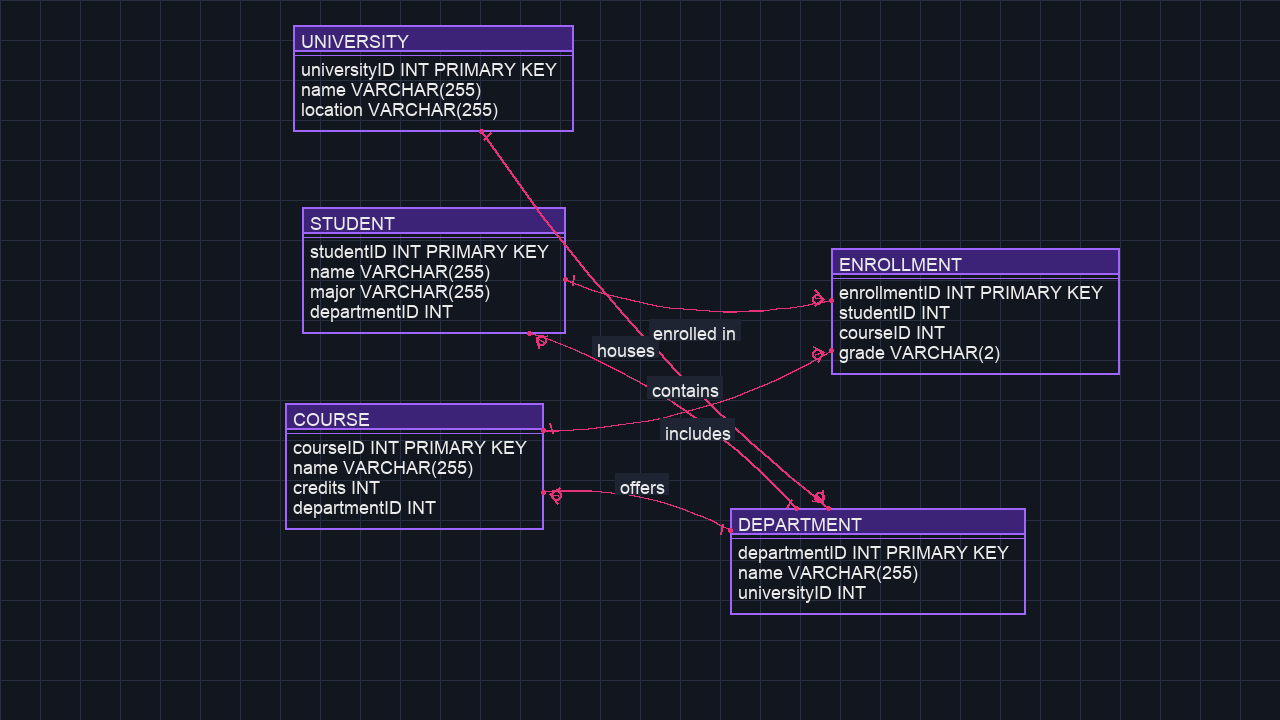 UNIVERSITY
universityID INT PRIMARY KEY
name VARCHAR(255)
location VARCHAR(255)
STUDENT
studentID INT PRIMARY KEY
name VARCHAR(255)
major VARCHAR(255)
departmentID INT
ENROLLMENT
enrollmentID INT PRIMARY KEY
studentID INT
courseID INT
grade VARCHAR(2)
enrolled in
houses
contains
includes
offers
COURSE
courseID INT PRIMARY KEY
name VARCHAR(255)
credits INT
departmentID INT
DEPARTMENT
departmentID INT PRIMARY KEY
name VARCHAR(255)
universityID INT